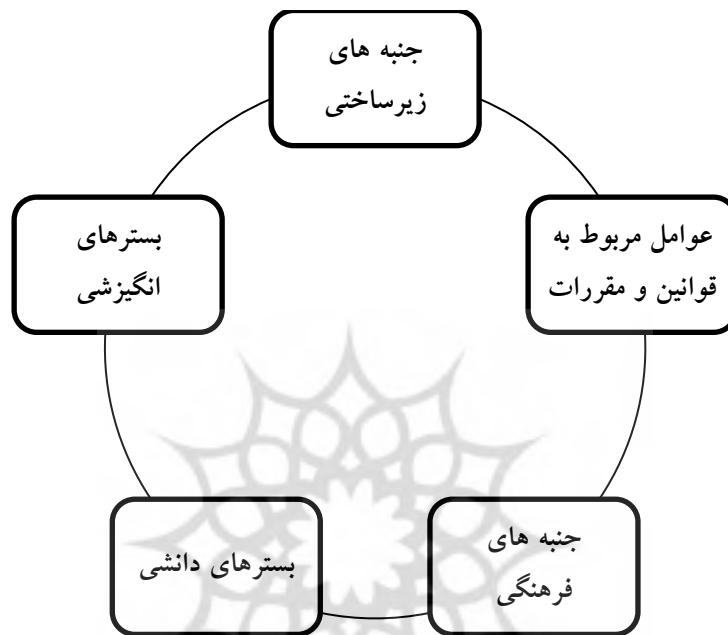 جنبه های
زیرساختی
عوامل مربوط به
قوانین و مقررات
جنبه های
فرهنگی
بسترهای دانشی
بسترهای
انگیزشی